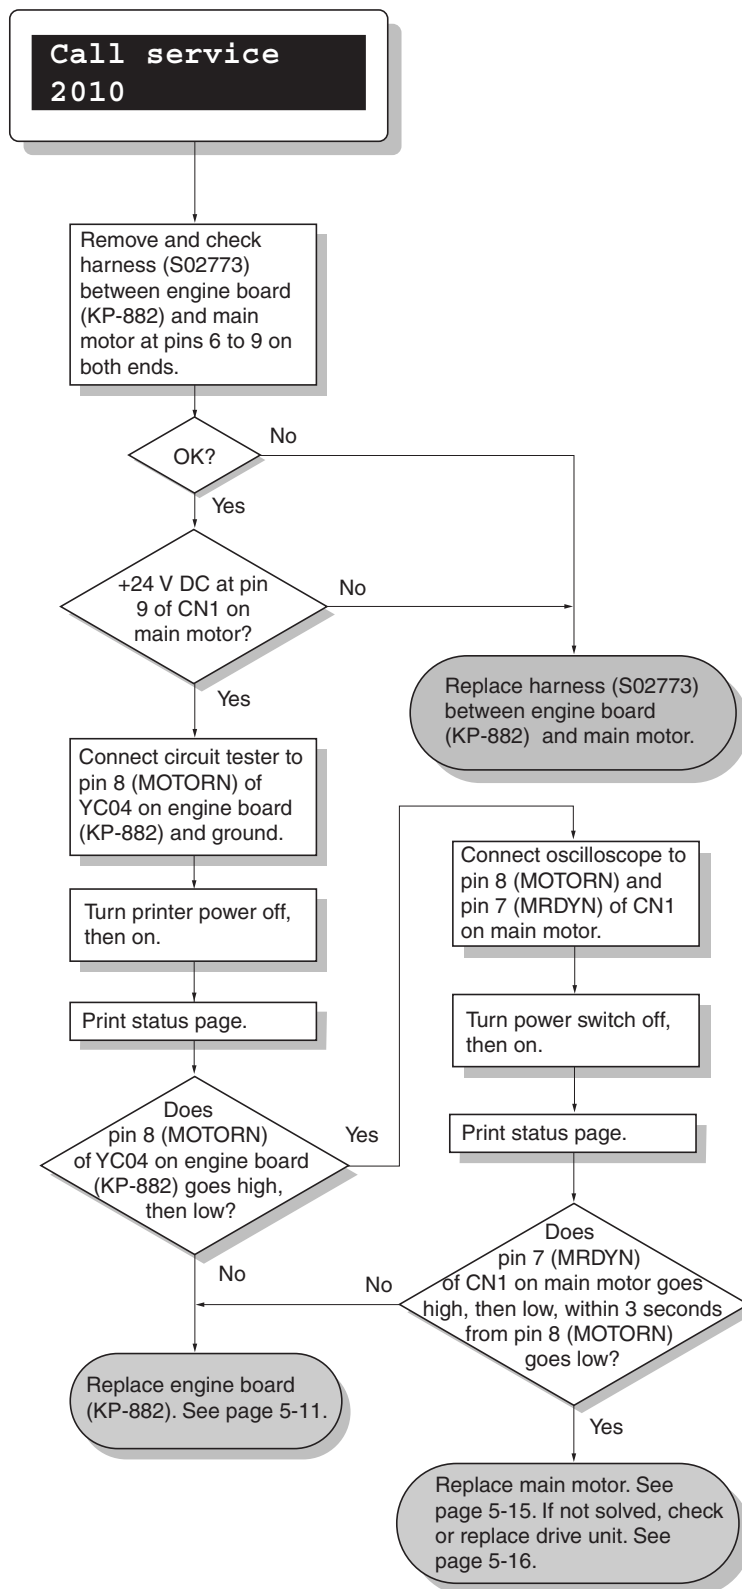 Call service
2010
Remove and check
harness (S02773)
between engine board
(KP-882) and main
motor at pins 6 to 9 on
both ends.
OK?
No
Yes
+24 V DC at pin
9 of CN1 on
main motor?
No
Yes
Replace harness (S02773)
between engine board
(KP-882) and main motor.
Connect circuit tester to
pin 8 (MOTORN) of
YC04 on engine board
(KP-882) and ground.
Turn printer power off,
then on.
Print status page.
Does
pin 8 (MOTORN)
of YC04 on engine board
(KP-882) goes high,
then low?
Yes
No
Connect oscilloscope to
pin 8 (MOTORN) and
pin 7 (MRDYN) of CN1
on main motor.
Turn power switch off,
then on.
Print status page.
Does
pin 7 (MRDYN)
of CN1 on main motor goes
high, then low, within 3 seconds
from pin 8 (MOTORN)
goes low?
No
Yes
Replace engine board
(KP-882). See page 5-11.
Replace main motor. See
page 5-15. If not solved, check
or replace drive unit. See
page 5-16.